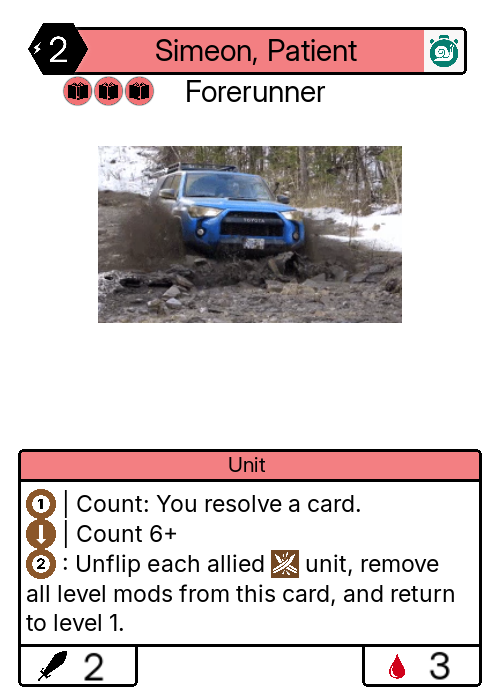 2
Simeon, Patient
Forerunner
TOYOTA
Unit
1 | Count: You resolve a card.
| Count 6+
2 : Unflip each allied unit, remove
all level mods from this card, and return
to level 1.
2
3